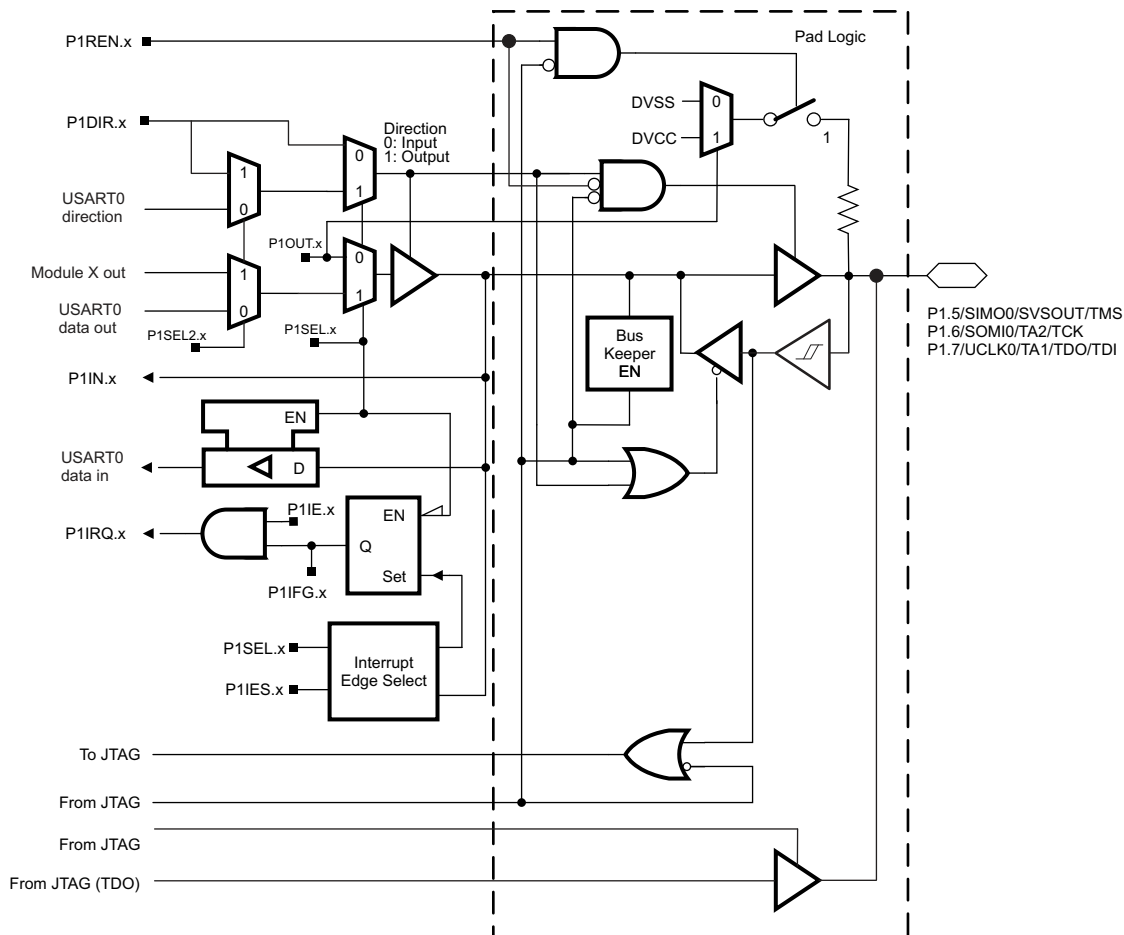 P1REN.x
Pad Logic
DVSS
0
DVCC
1
1
P1DIR.x
Direction
0: Input
1: Output
0
1
1
0
USART0
direction
P1OUT.x
0
1
Module X out
1
USART0
data out
0
P1SEL2.x
P1SEL.x
Bus
Keeper
EN
P1.5/SIMO0/SVSOUT/TMS
P1.6/SOMI0/TA2/TCK
P1.7/UCLK0/TA1/TDO/TDI
P1IN.x
EN
USART0
data in
D
P1IE.x
P1IRQ.x
EN
Q
Set
P1IFG.x
P1SEL.x
P1IES.x
Interrupt
Edge Select
To JTAG
From JTAG
From JTAG
From JTAG (TDO)